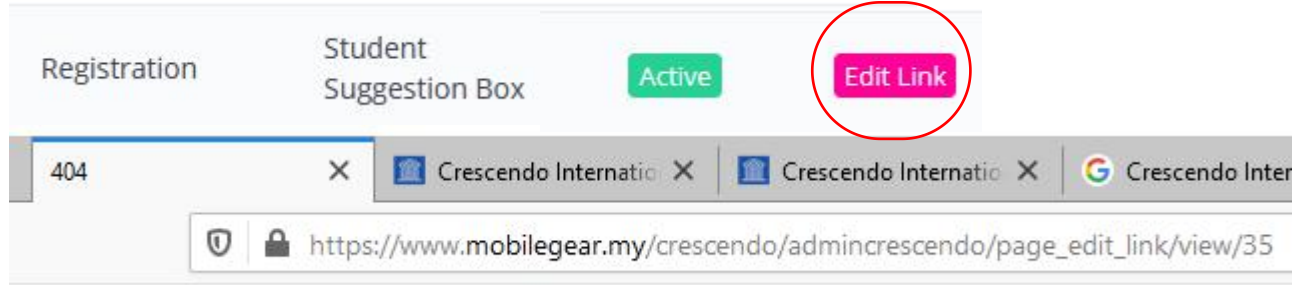 Registration
Student
Suggestion Box
Active
Edit Link
404
Crescendo Internatio
Crescendo Internatio
Crescendo Inter
https://www.mobilegear.my/crescendo/admincrescendo/page_edit_link/view/35